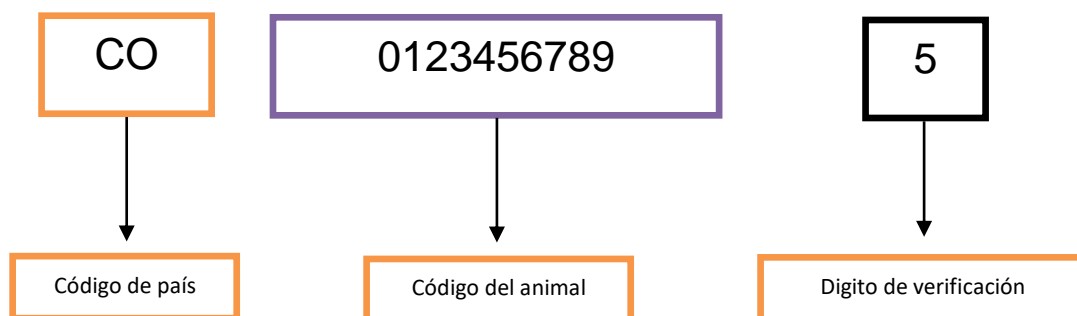 CO 0123456789 5
Código de país Código del animal Digito de verificación